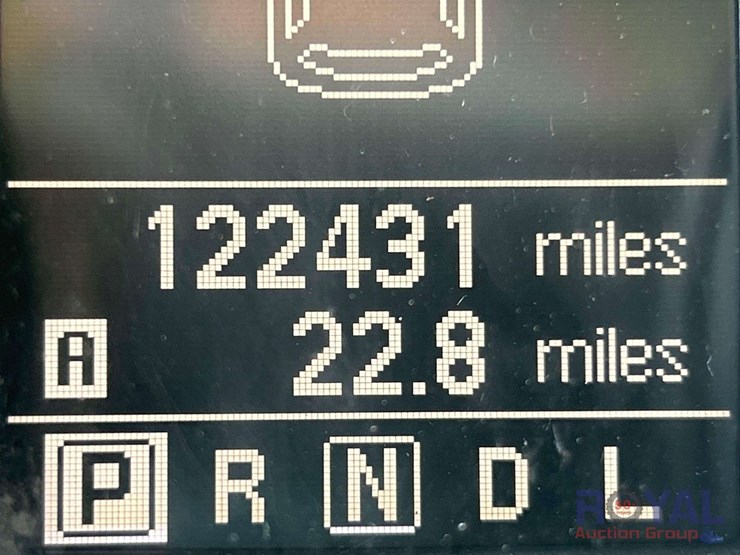 122431 miles
A 22.8 miles
P R N D L
ROYAL
Auction Group